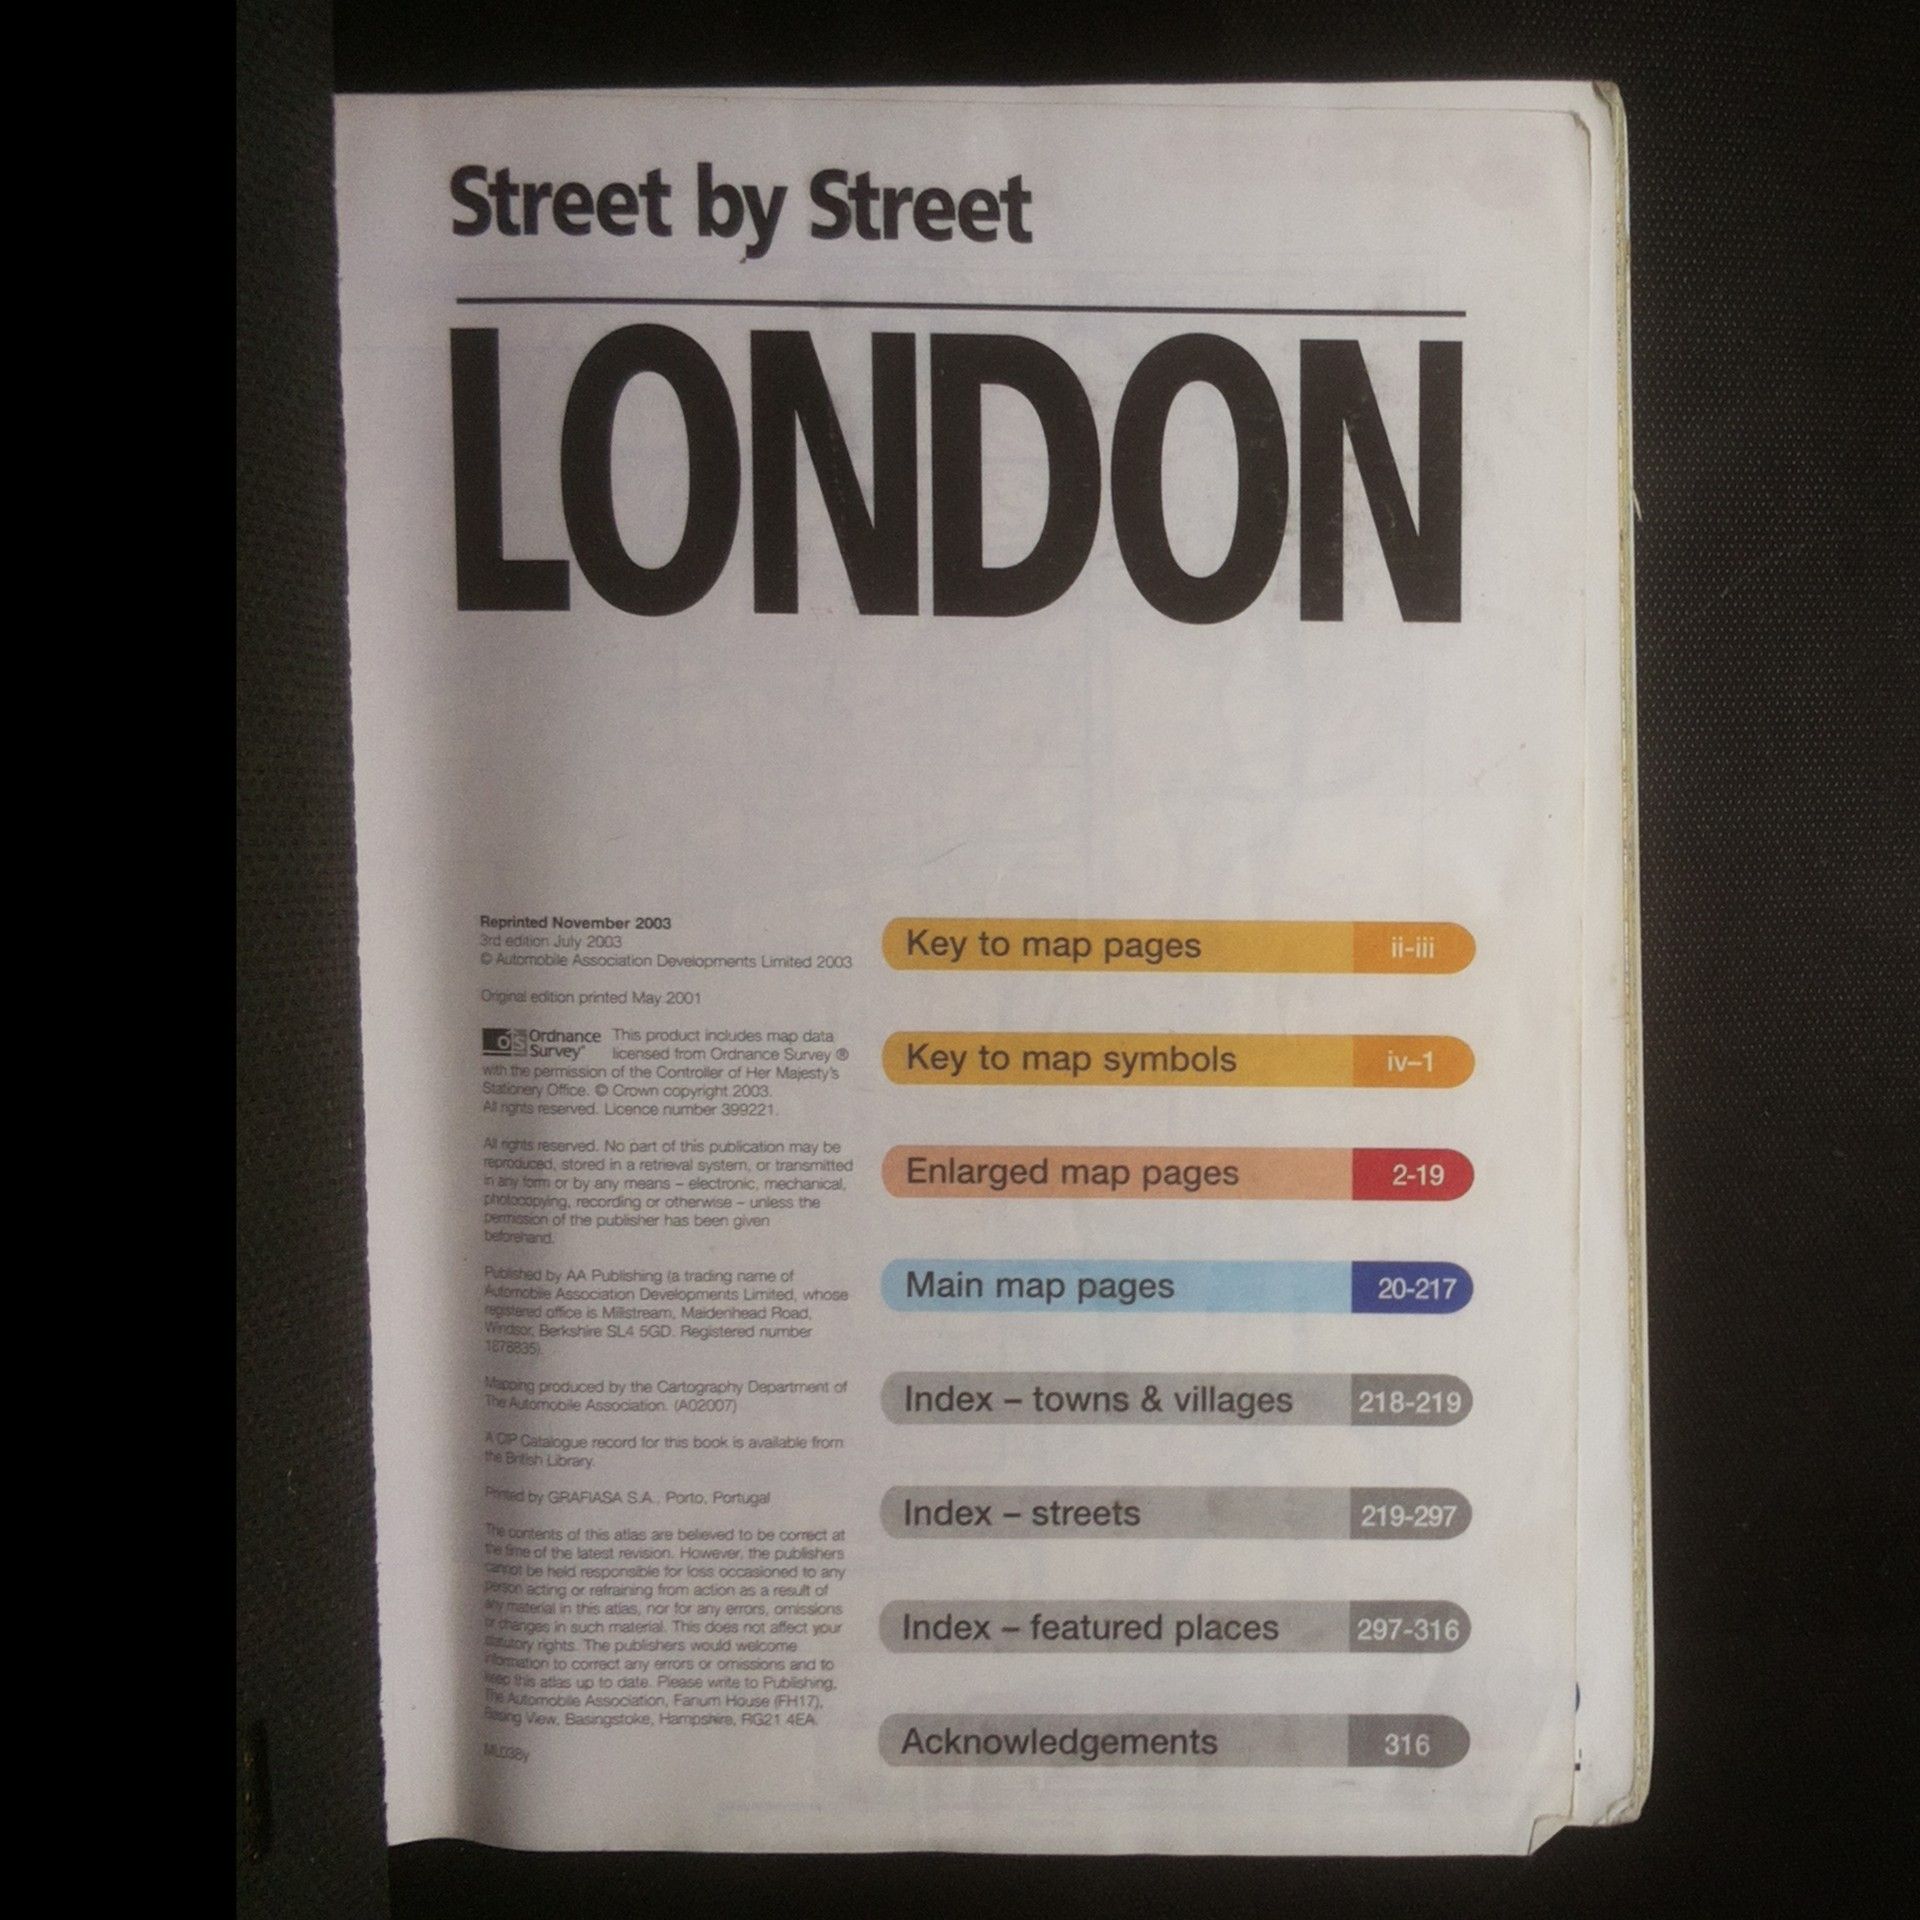 Street by Street
LONDON
Reprinted November 2003
3rd edition July 2003
© Automobile Association Developments Limited 2003
Original edition printed May 2001
Ordnance Survey® This product includes map data
licensed from Ordnance Survey ®
with the permission of the Controller of Her Majesty's
Stationery Office. © Crown copyright 2003.
All rights reserved. Licence number 399221.
All rights reserved. No part of this publication may be
reproduced, stored in a retrieval system, or transmitted
in any form or by any means – electronic, mechanical,
photocopying, recording or otherwise – unless the
permission of the publisher has been given
beforehand.
Published by AA Publishing (a trading name of
Automobile Association Developments Limited, whose
registered office is Millstream, Maidenhead Road,
Windsor, Berkshire SL4 5GD. Registered number
1878835).
Mapping produced by the Cartography Department of
The Automobile Association. (A02007)
A CIP Catalogue record for this book is available from
the British Library.
Printed by GRAFIASA S.A., Porto, Portugal
The contents of this atlas are believed to be correct at
the time of the latest revision. However, the publishers
cannot be held responsible for loss occasioned to any
person acting or refraining from action as a result of
any material in this atlas, nor for any errors, omissions
or changes in such material. This does not affect your
statutory rights. The publishers would welcome
information to correct any errors or omissions and to
keep this atlas up to date. Please write to Publishing,
The Automobile Association, Fanum House (FH17),
Basing View, Basingstoke, Hampshire, RG21 4EA.
ML038y
Key to map pages ii-iii
Key to map symbols iv–1
Enlarged map pages 2-19
Main map pages 20-217
Index – towns & villages 218-219
Index – streets 219-297
Index – featured places 297-316
Acknowledgements 316